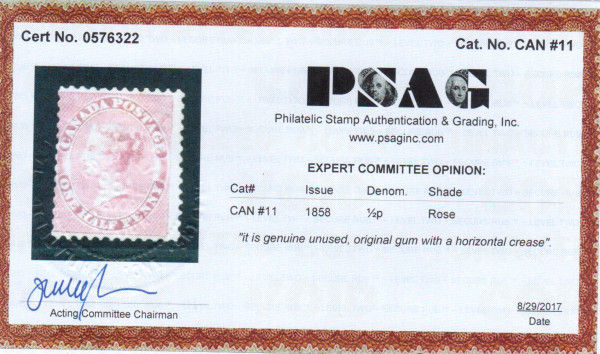 Cert No. 0576322
Cat. No. CAN #11
CANADA POSTAGE
ONE HALF PENNY
PSAG
Philatelic Stamp Authentication & Grading, Inc.
www.psaginc.com
EXPERT COMMITTEE OPINION:
Cat# Issue Denom. Shade
CAN #11 1858 ½p Rose
"it is genuine unused, original gum with a horizontal crease".
Acting Committee Chairman
8/29/2017
Date